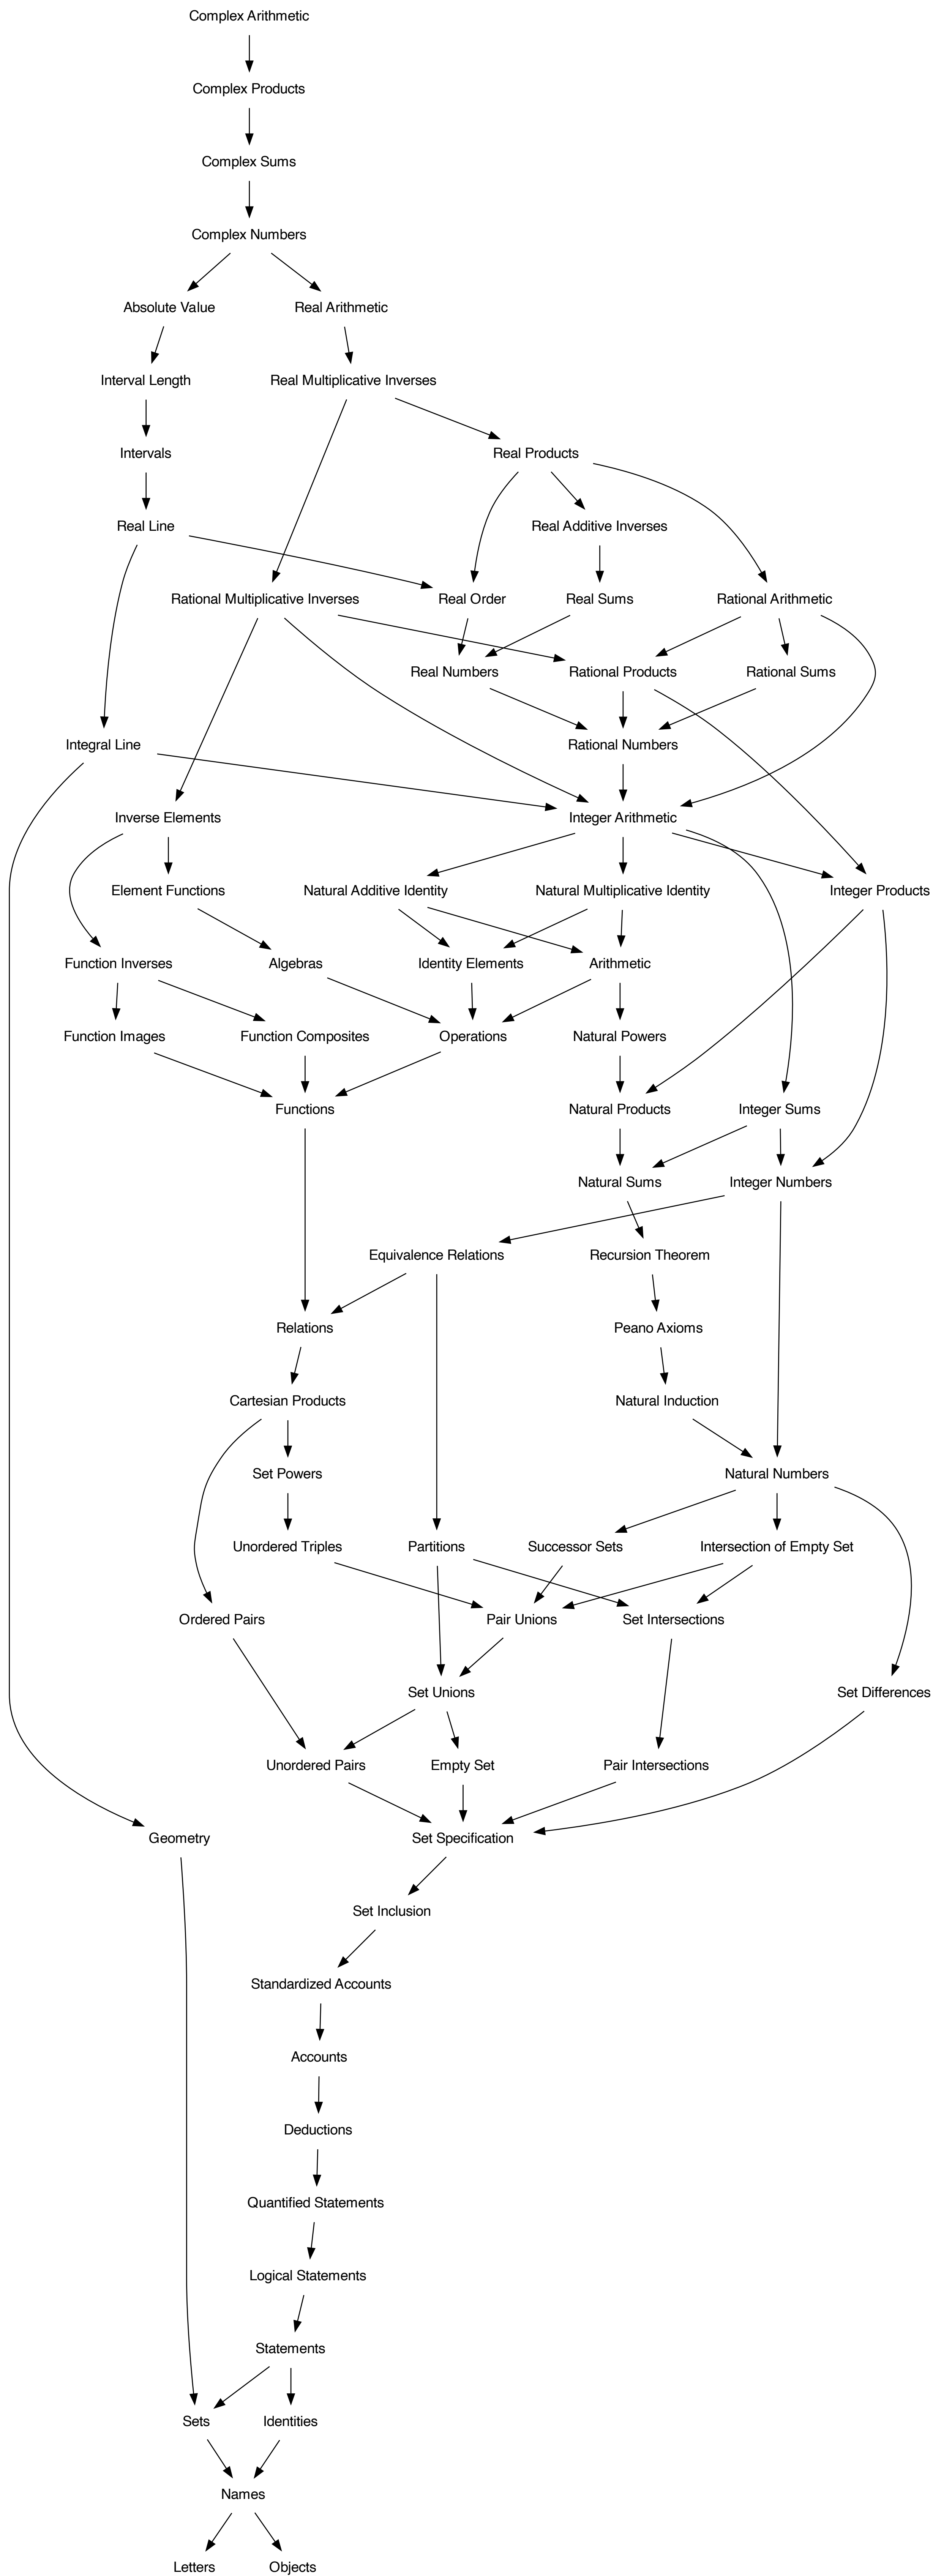 Complex Arithmetic
Complex Products
Complex Sums
Complex Numbers
Absolute Value
Real Arithmetic
Interval Length
Real Multiplicative Inverses
Intervals
Real Products
Real Line
Real Additive Inverses
Rational Multiplicative Inverses
Real Order
Real Sums
Rational Arithmetic
Real Numbers
Rational Products
Rational Sums
Integral Line
Rational Numbers
Inverse Elements
Integer Arithmetic
Element Functions
Natural Additive Identity
Natural Multiplicative Identity
Integer Products
Function Inverses
Algebras
Identity Elements
Arithmetic
Function Images
Function Composites
Operations
Natural Powers
Functions
Natural Products
Integer Sums
Natural Sums
Integer Numbers
Equivalence Relations
Recursion Theorem
Relations
Peano Axioms
Cartesian Products
Natural Induction
Set Powers
Natural Numbers
Unordered Triples
Partitions
Successor Sets
Intersection of Empty Set
Ordered Pairs
Pair Unions
Set Intersections
Set Unions
Set Differences
Unordered Pairs
Empty Set
Pair Intersections
Geometry
Set Specification
Set Inclusion
Standardized Accounts
Accounts
Deductions
Quantified Statements
Logical Statements
Statements
Sets
Identities
Names
Letters
Objects